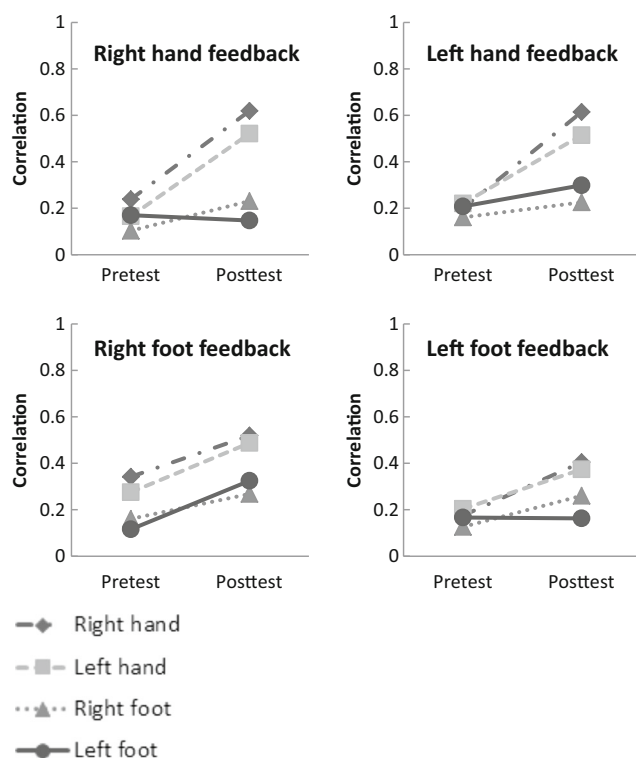 Right hand feedback
Correlation
1
0.8
0.6
0.4
0.2
0
Pretest Posttest
Left hand feedback
Correlation
1
0.8
0.6
0.4
0.2
0
Pretest Posttest
Right foot feedback
Correlation
1
0.8
0.6
0.4
0.2
0
Pretest Posttest
Left foot feedback
Correlation
1
0.8
0.6
0.4
0.2
0
Pretest Posttest
Right hand
Left hand
Right foot
Left foot